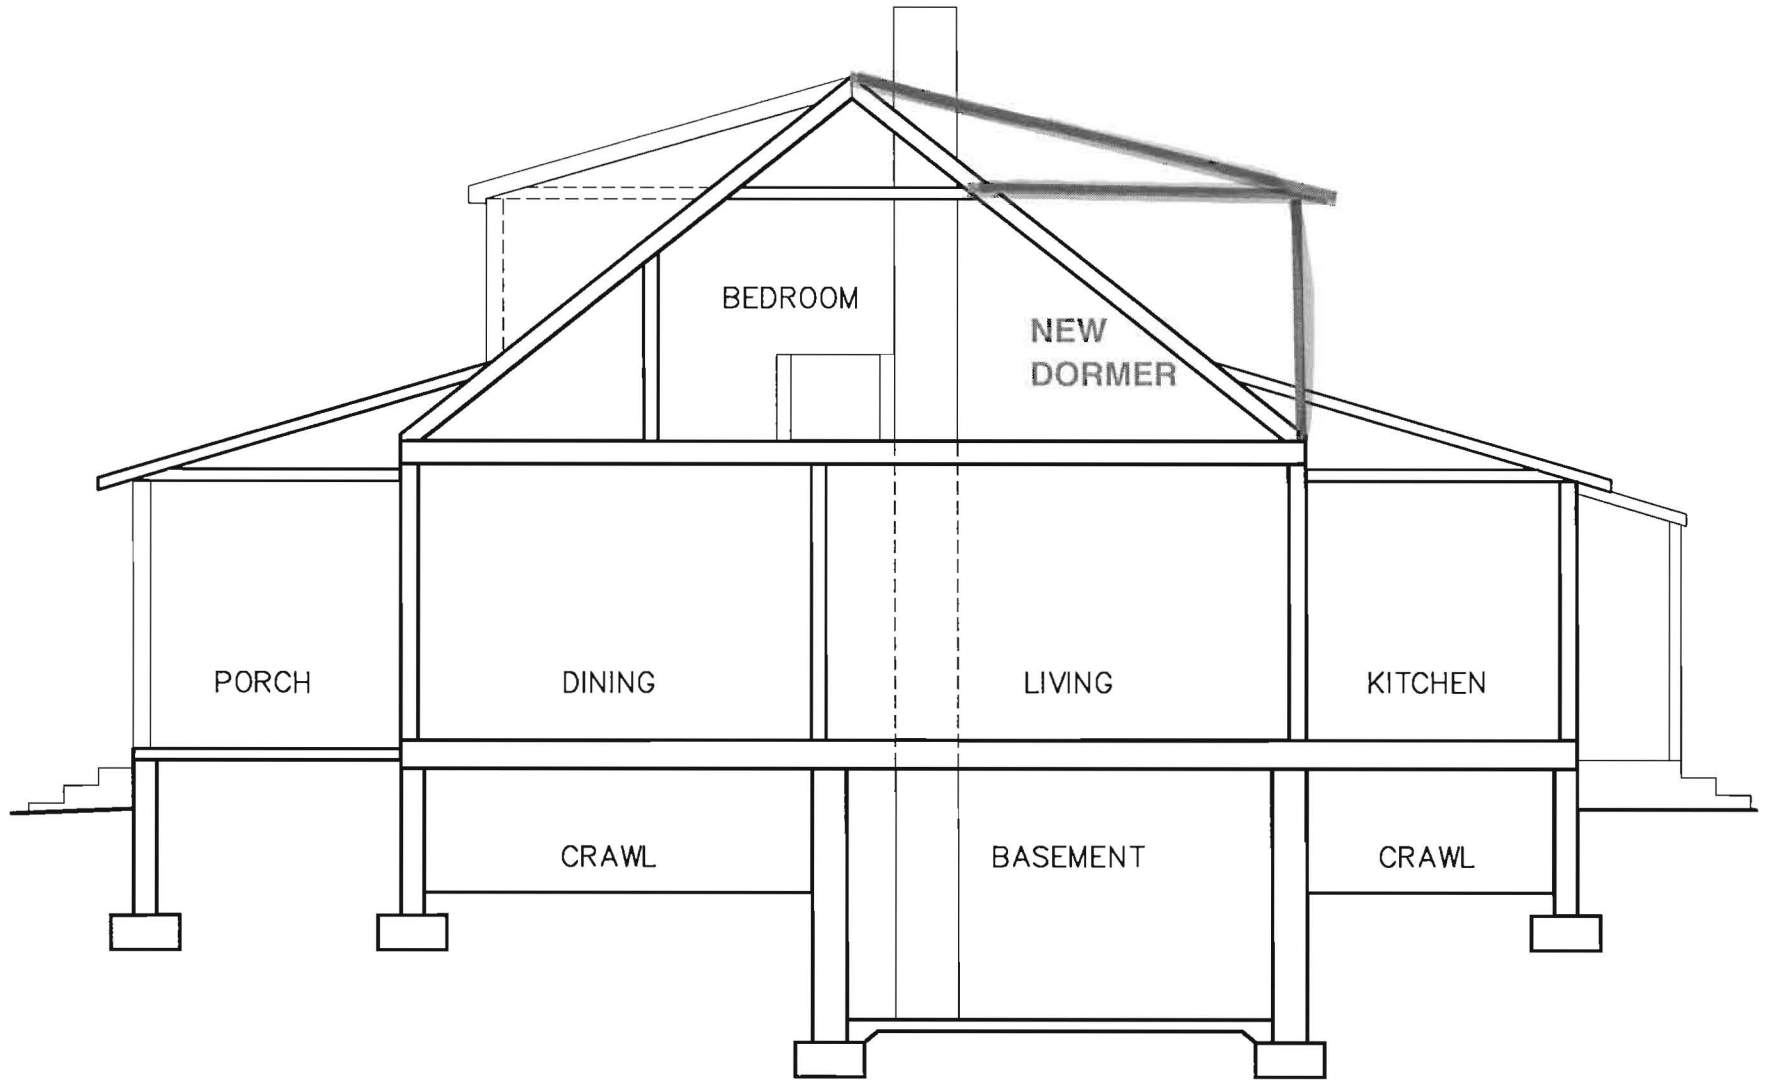 BEDROOM
NEW
DORMER
PORCH
DINING
LIVING
KITCHEN
CRAWL
BASEMENT
CRAWL